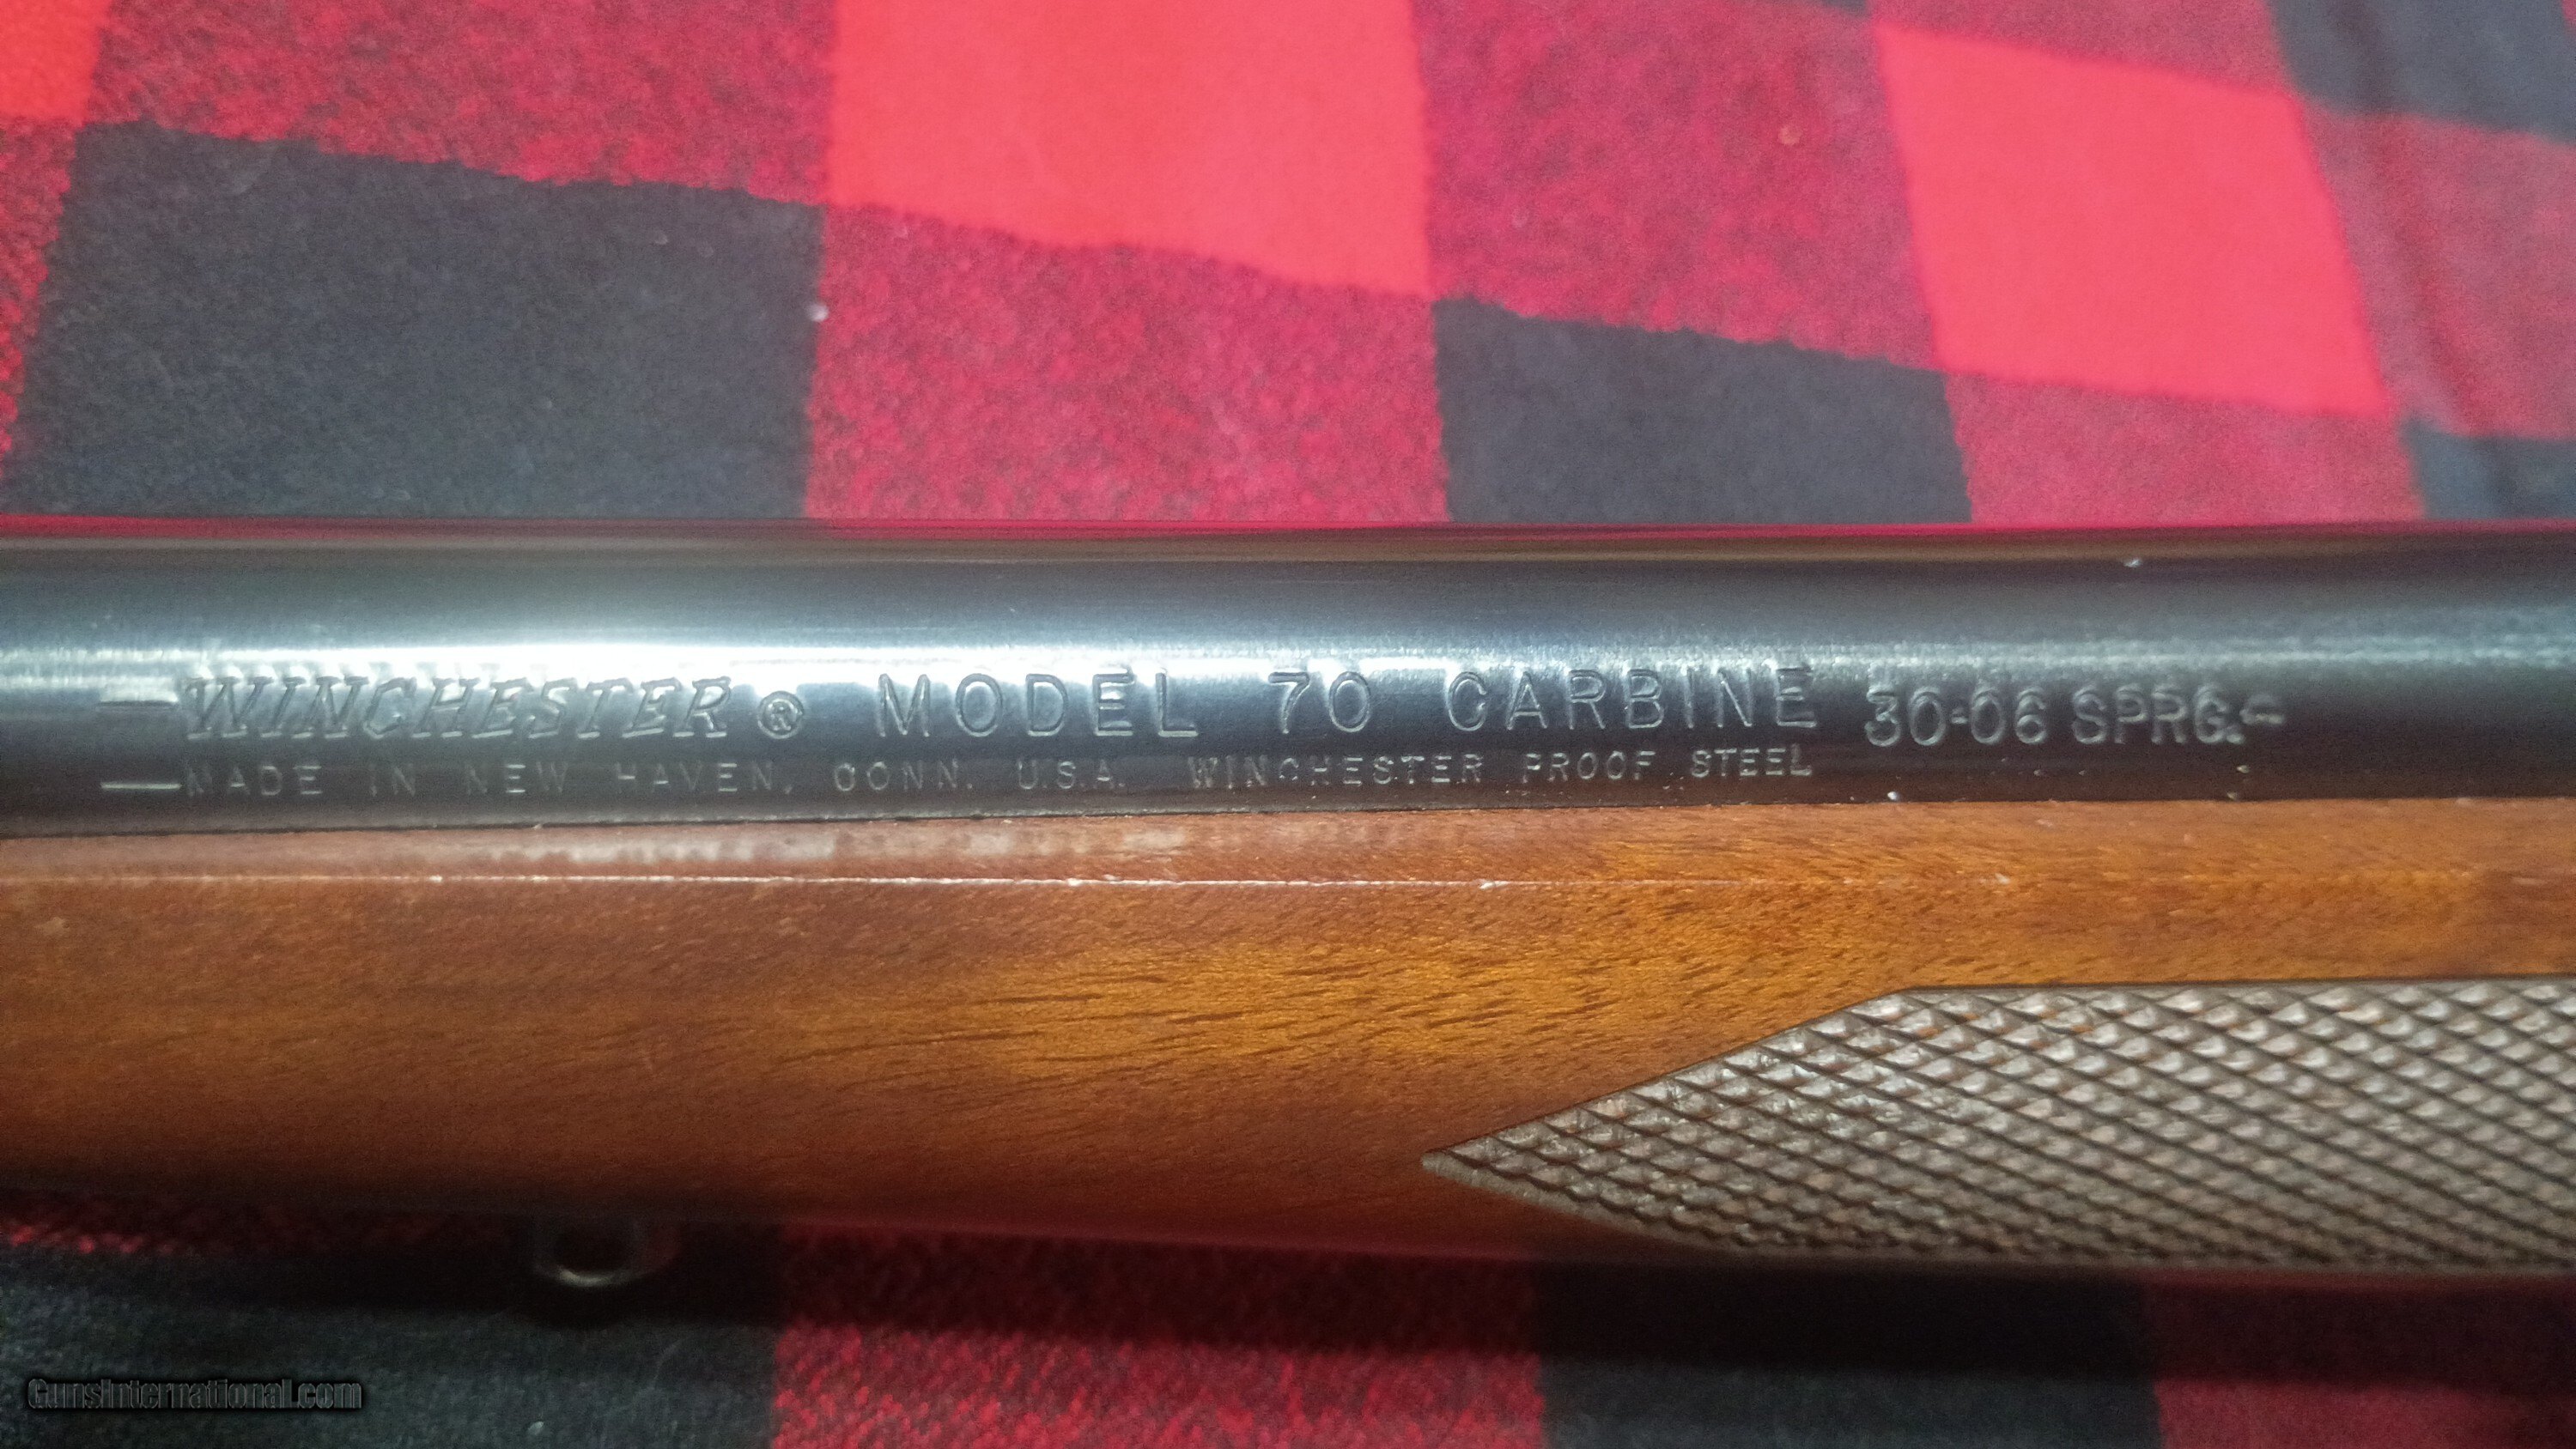 —WINCHESTER® MODEL 70 CARBINE 30-06 SPRG.—
—MADE IN NEW HAVEN, CONN. U.S.A. WINCHESTER PROOF STEEL
GunsInternational.com